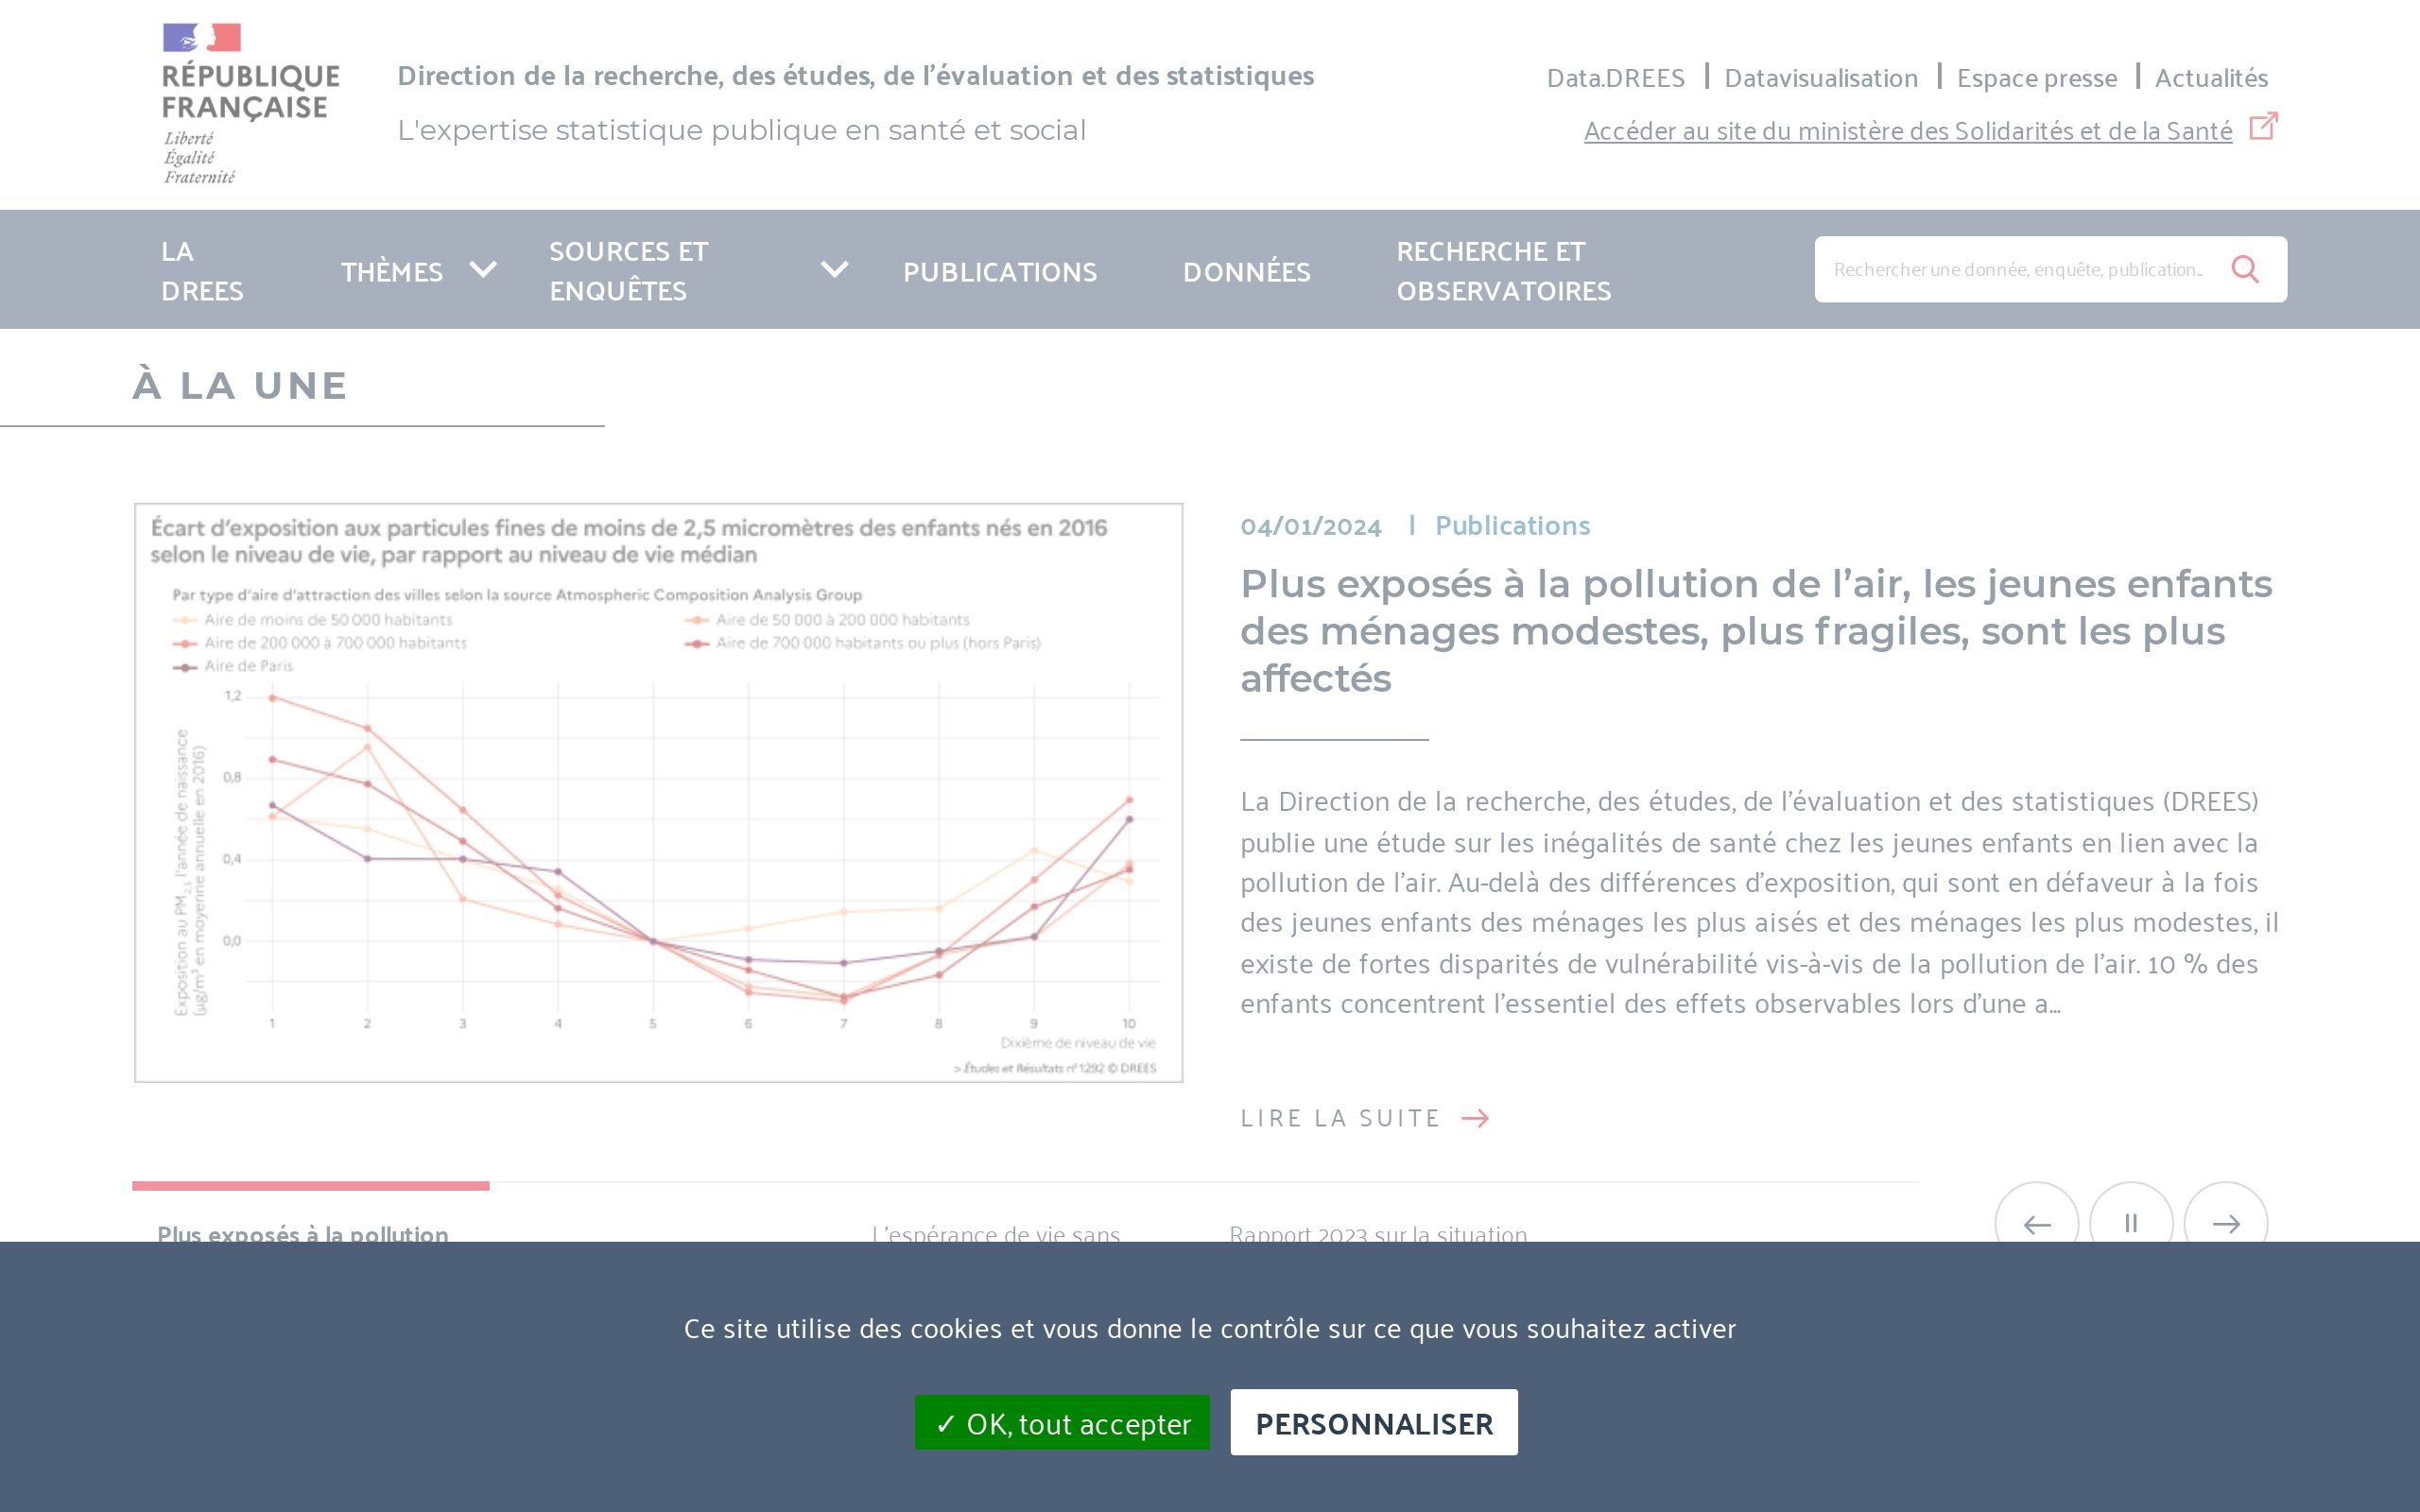 RÉPUBLIQUE
FRANÇAISE
Liberté
Égalité
Fraternité
Direction de la recherche, des études, de l’évaluation et des statistiques
L'expertise statistique publique en santé et social
Data.DREES | Datavisualisation | Espace presse | Actualités
Accéder au site du ministère des Solidarités et de la Santé
LA DREES
THÈMES
SOURCES ET ENQUÊTES
PUBLICATIONS
DONNÉES
RECHERCHE ET OBSERVATOIRES
Rechercher une donnée, enquête, publication...
À LA UNE
Écart d’exposition aux particules fines de moins de 2,5 micromètres des enfants nés en 2016
selon le niveau de vie, par rapport au niveau de vie médian
Par type d’aire d’attraction des villes selon la source Atmospheric Composition Analysis Group
Aire de moins de 50 000 habitants
Aire de 50 000 à 200 000 habitants
Aire de 200 000 à 700 000 habitants
Aire de 700 000 habitants ou plus (hors Paris)
Aire de Paris
Exposition au PM2,5 l’année de naissance
(µg/m³ en moyenne annuelle en 2016)
1,2
0,8
0,4
0,0
1 2 3 4 5 6 7 8 9 10
Dixième de niveau de vie
> Études et Résultats n° 1292 © DREES
04/01/2024 | Publications
Plus exposés à la pollution de l’air, les jeunes enfants
des ménages modestes, plus fragiles, sont les plus
affectés
La Direction de la recherche, des études, de l’évaluation et des statistiques (DREES)
publie une étude sur les inégalités de santé chez les jeunes enfants en lien avec la
pollution de l’air. Au-delà des différences d’exposition, qui sont en défaveur à la fois
des jeunes enfants des ménages les plus aisés et des ménages les plus modestes, il
existe de fortes disparités de vulnérabilité vis-à-vis de la pollution de l’air. 10 % des
enfants concentrent l’essentiel des effets observables lors d’une a...
LIRE LA SUITE
Plus exposés à la pollution
L’espérance de vie sans
Rapport 2023 sur la situation
Ce site utilise des cookies et vous donne le contrôle sur ce que vous souhaitez activer
✓ OK, tout accepter
PERSONNALISER